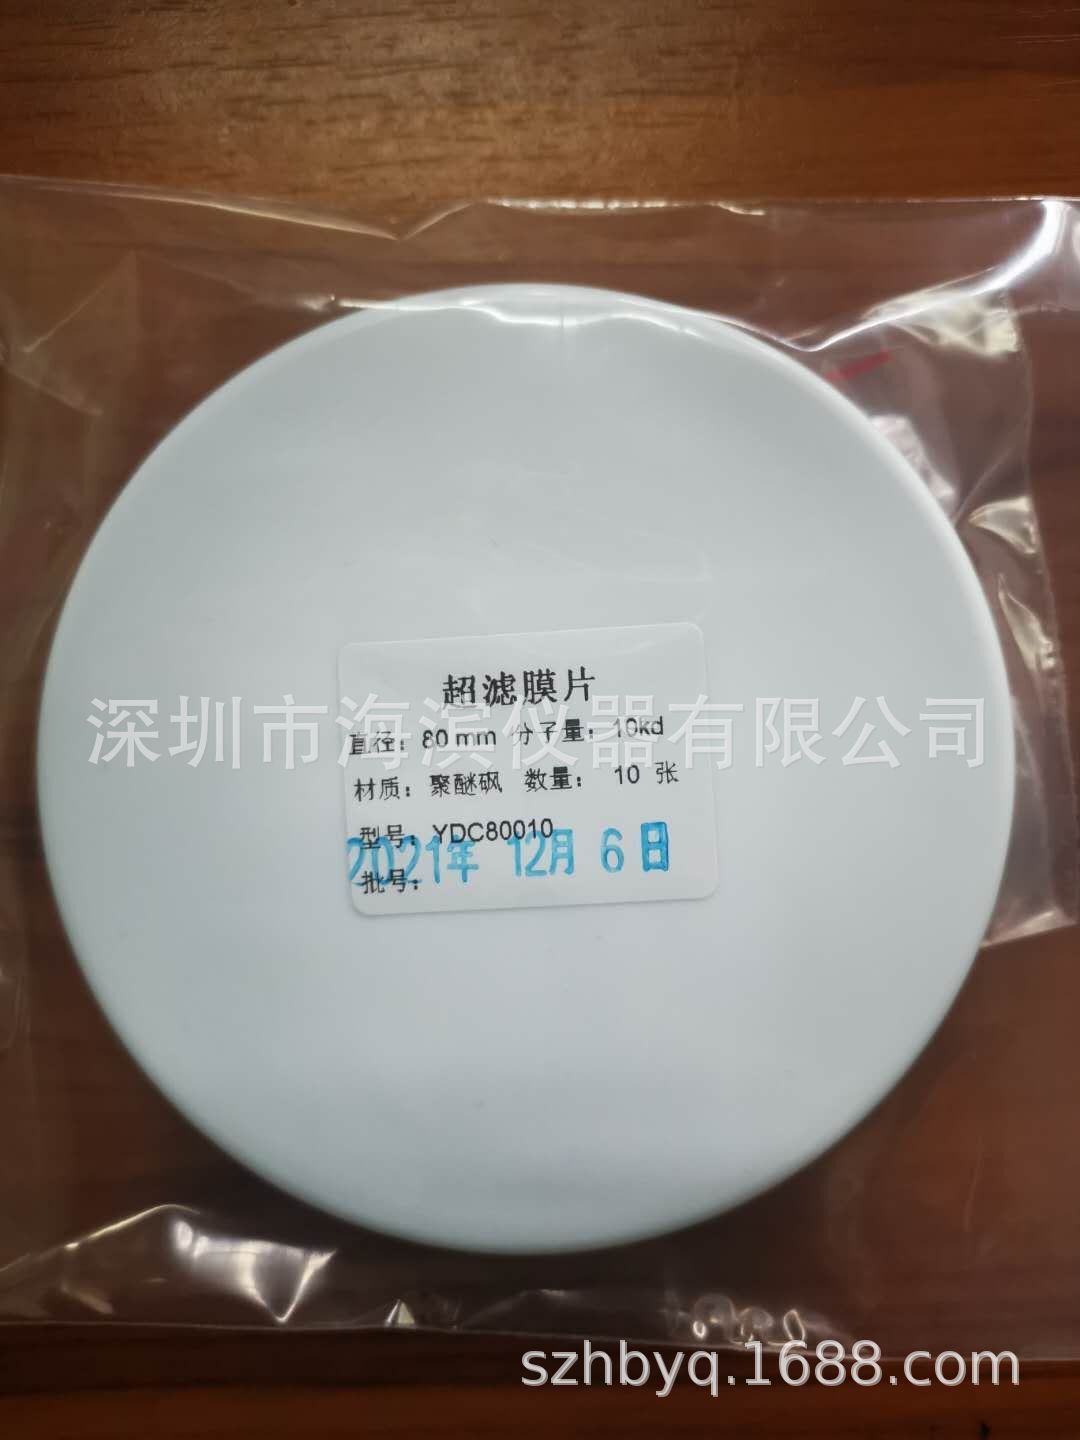 超滤膜片
直径：80 mm 分子量：10kd
深圳市海滨仪器有限公司
材质：聚醚砜 数量： 10 张
型号：YDC80010
2021年 12月 6日
批号：
szhbyq.1688.com